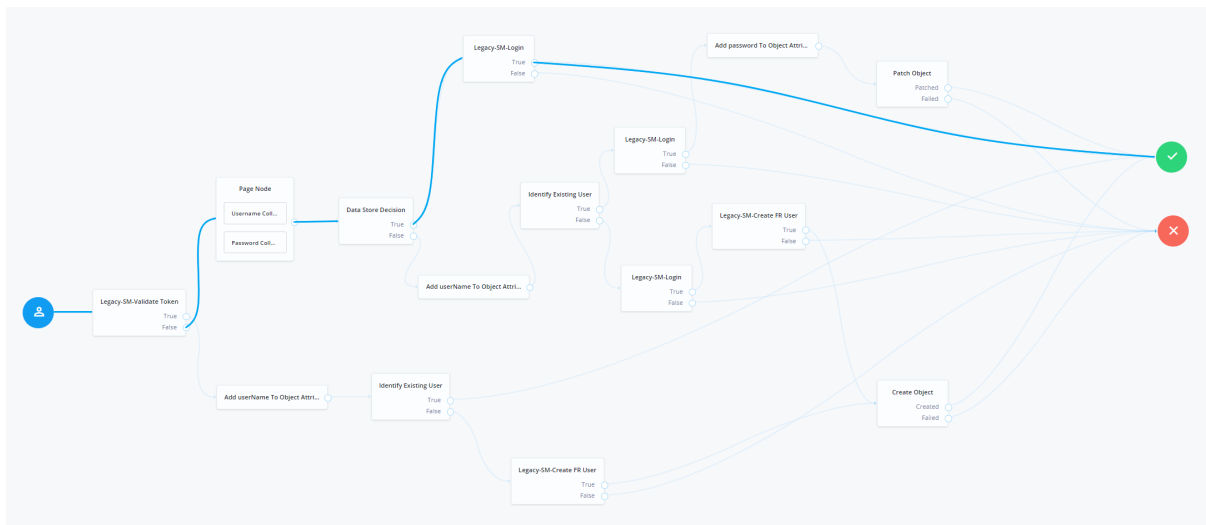 Legacy-SM-Login
True
False
Add password To Object Attri...
Patch Object
Patched
Failed
Legacy-SM-Login
True
False
Page Node
Username Coll...
Password Coll...
Data Store Decision
True
False
Identify Existing User
True
False
Legacy-SM-Create FR User
True
False
Add userName To Object Attri...
Legacy-SM-Login
True
False
Legacy-SM-Validate Token
True
False
Add userName To Object Attri...
Identify Existing User
True
False
Create Object
Created
Failed
Legacy-SM-Create FR User
True
False